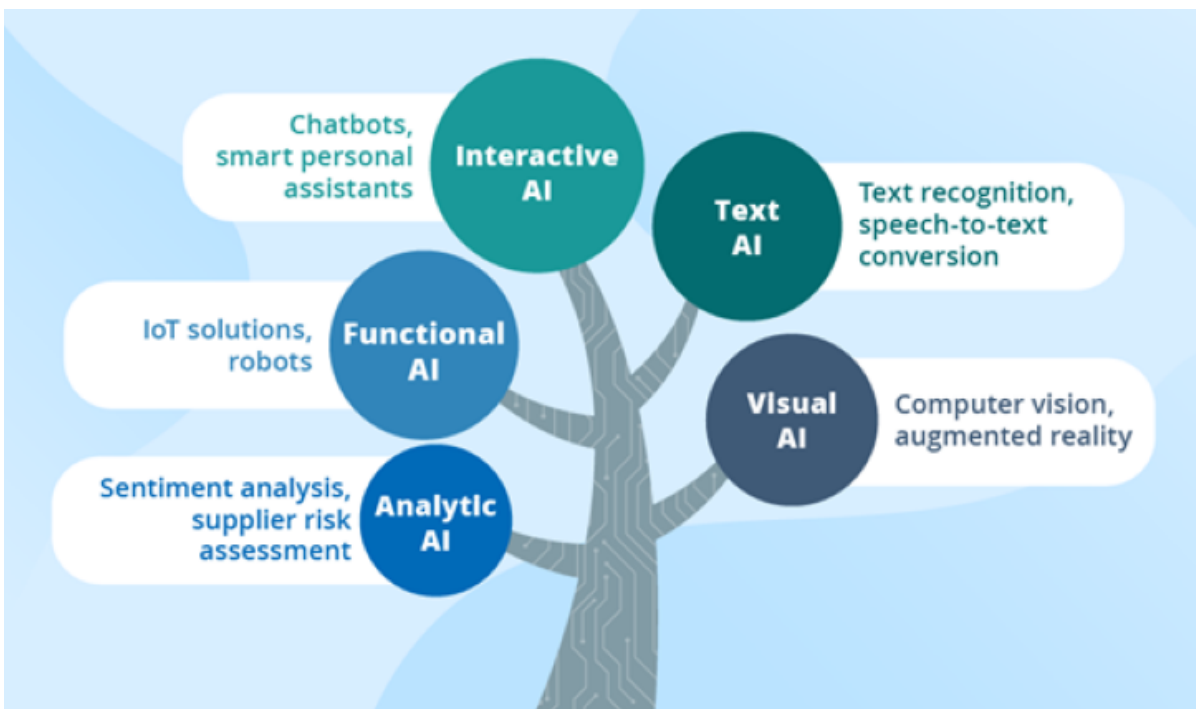 Chatbots,
smart personal
assistants
Interactive
AI
Text
AI
Text recognition,
speech-to-text
conversion
IoT solutions,
robots
Functional
AI
Visual
AI
Computer vision,
augmented reality
Sentiment analysis,
supplier risk
assessment
Analytic
AI